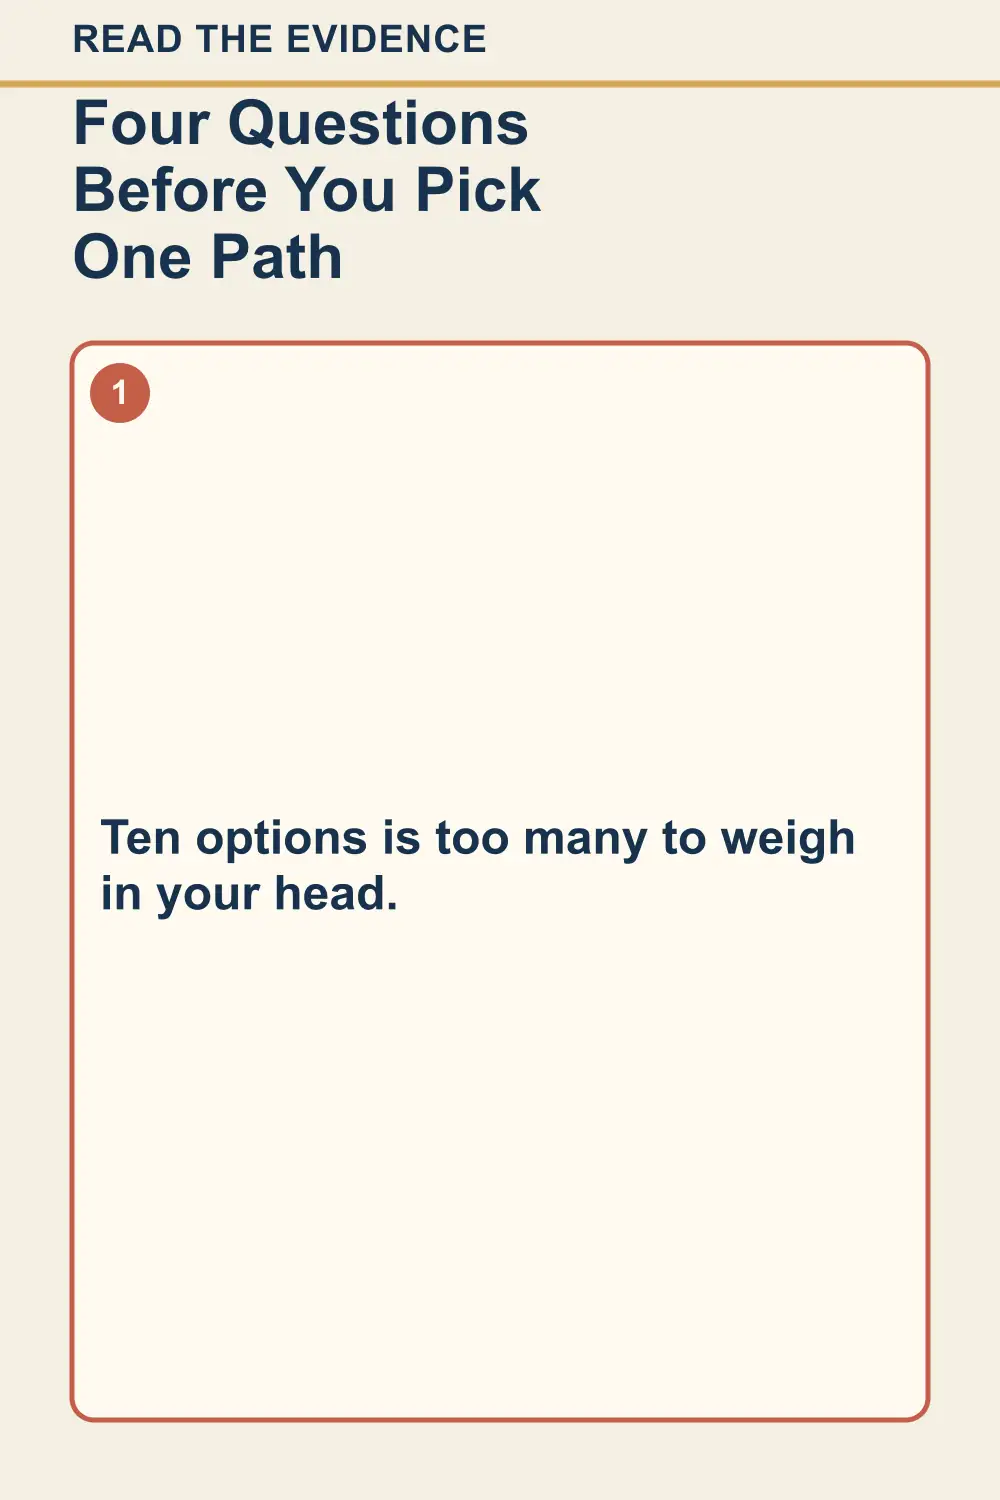 READ THE EVIDENCE
Four Questions
Before You Pick
One Path
1
Ten options is too many to weigh
in your head.